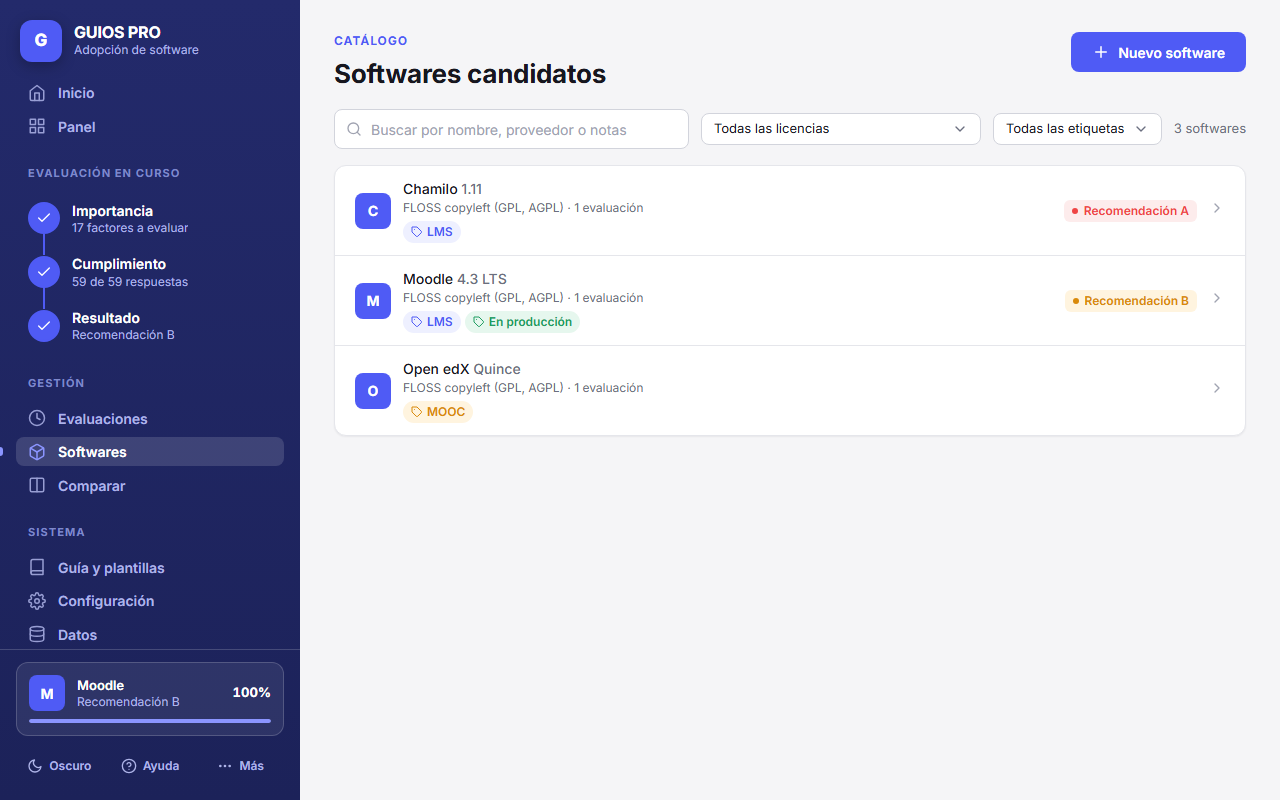 G
GUIOS PRO
Adopción de software
Inicio
Panel
EVALUACIÓN EN CURSO
Importancia
17 factores a evaluar
Cumplimiento
59 de 59 respuestas
Resultado
Recomendación B
GESTIÓN
Evaluaciones
Softwares
Comparar
SISTEMA
Guía y plantillas
Configuración
Datos
M
Moodle
Recomendación B
100%
Oscuro
Ayuda
Más
CATÁLOGO
Softwares candidatos
Nuevo software
Buscar por nombre, proveedor o notas
Todas las licencias
Todas las etiquetas
3 softwares
C
Chamilo 1.11
FLOSS copyleft (GPL, AGPL) · 1 evaluación
LMS
Recomendación A
M
Moodle 4.3 LTS
FLOSS copyleft (GPL, AGPL) · 1 evaluación
LMS
En producción
Recomendación B
O
Open edX Quince
FLOSS copyleft (GPL, AGPL) · 1 evaluación
MOOC